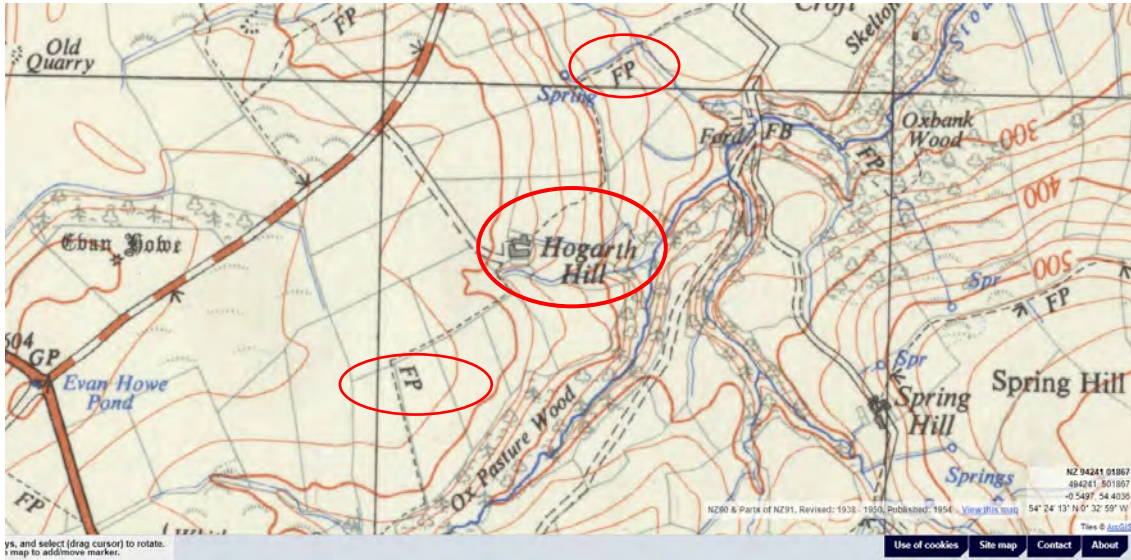 Croft
Skelton
Stow
FP
Old
Quarry
FP
Spring
Ford
FB
Oxbank
Wood
FP
300
400
500
Evan Howe
Hogarth
Hill
Spr
FP
604
GP
Evan Howe
Pond
FP
Spr
Spring
Hill
Spring Hill
Ox Pasture Wood
Springs
FP
NZ 94241 01867
494241, 501867
-0.5497, 54.4036
54° 24′ 13″ N 0° 32′ 59″ W
NZ90 & Parts of NZ91, Revised: 1938 - 1950, Published: 1954 View this map
Tiles © ArcGIS
ys, and select (drag cursor) to rotate.
n map to add/move marker.
Use of cookies Site map Contact About